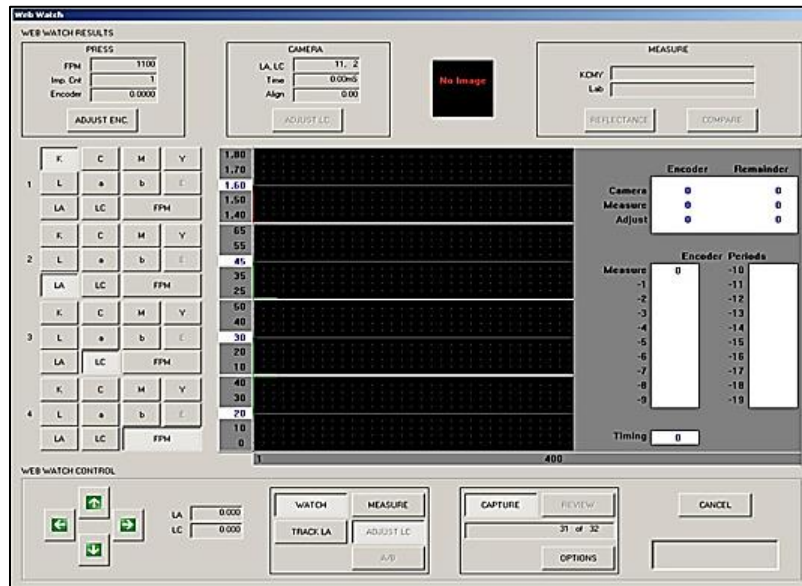 Web Watch
WEB WATCH RESULTS
PRESS
FPM 1100
Imp. Cnt 1
Encoder 0.0000
ADJUST ENC.
CAMERA
LA, LC 11, 2
Time 0.00mS
Align 0.00
ADJUST LC
No Image
MEASURE
KCMY
Lab
REFLECTANCE COMPARE
1
K C M Y
L a b E
LA LC FPM
2
K C M Y
L a b E
LA LC FPM
3
K C M Y
L a b E
LA LC FPM
4
K C M Y
L a b E
LA LC FPM
1.80
1.70
1.60
1.50
1.40
65
55
45
35
25
50
40
30
20
10
40
30
20
10
0
1 400
Encoder Remainder
Camera 0 0
Measure 0 0
Adjust 0 0
Encoder Periods
Measure 0 -10
-1 -11
-2 -12
-3 -13
-4 -14
-5 -15
-6 -16
-7 -17
-8 -18
-9 -19
Timing 0
WEB WATCH CONTROL
LA 0.000
LC 0.000
WATCH MEASURE
TRACK LA ADJUST LC
A/B
CAPTURE REVIEW
31 of 32
OPTIONS
CANCEL